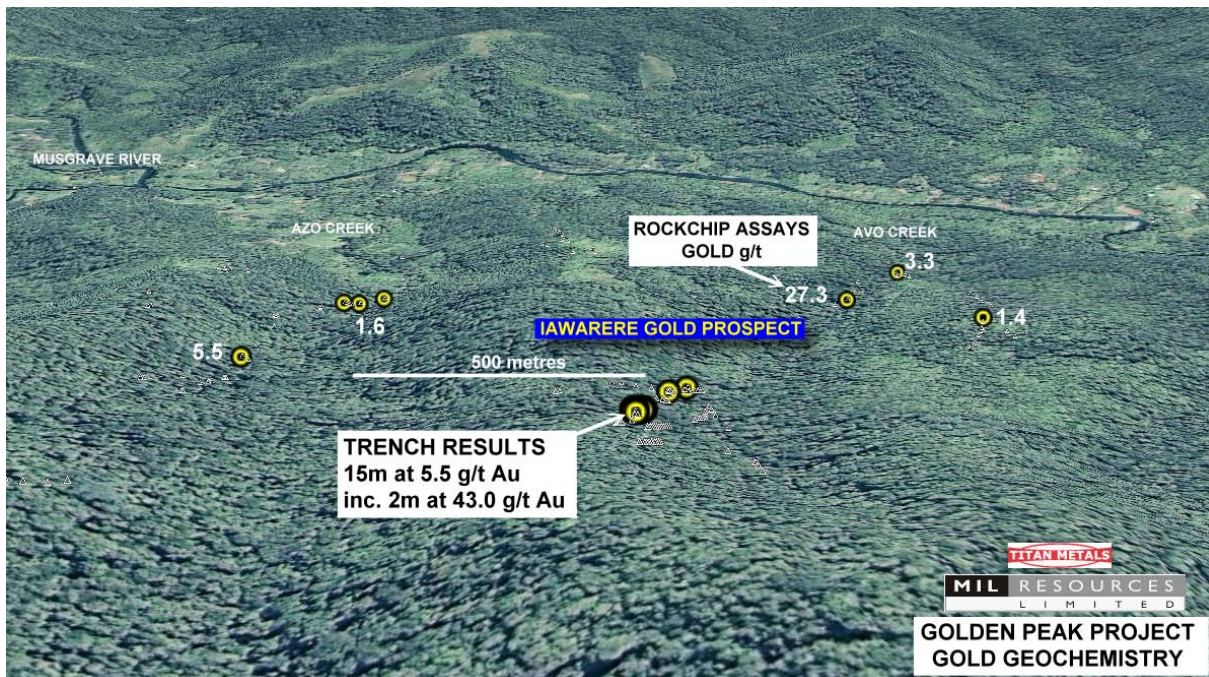 MUSGRAVE RIVER
AZO CREEK
ROCKCHIP ASSAYS
GOLD g/t
AVO CREEK
3.3
27.3
1.6
IAWARERE GOLD PROSPECT
1.4
5.5
500 metres
TRENCH RESULTS
15m at 5.5 g/t Au
inc. 2m at 43.0 g/t Au
TITAN METALS
MIL RESOURCES
LIMITED
GOLDEN PEAK PROJECT
GOLD GEOCHEMISTRY